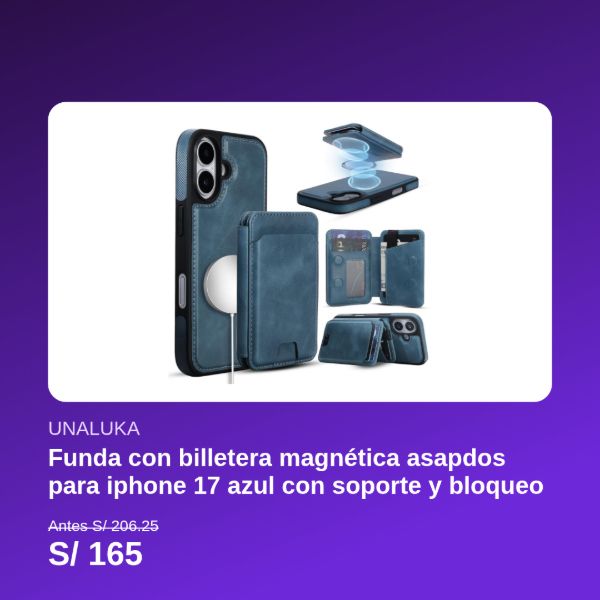 UNALUKA
Funda con billetera magnética asapdos
para iphone 17 azul con soporte y bloqueo
Antes S/ 206.25
S/ 165